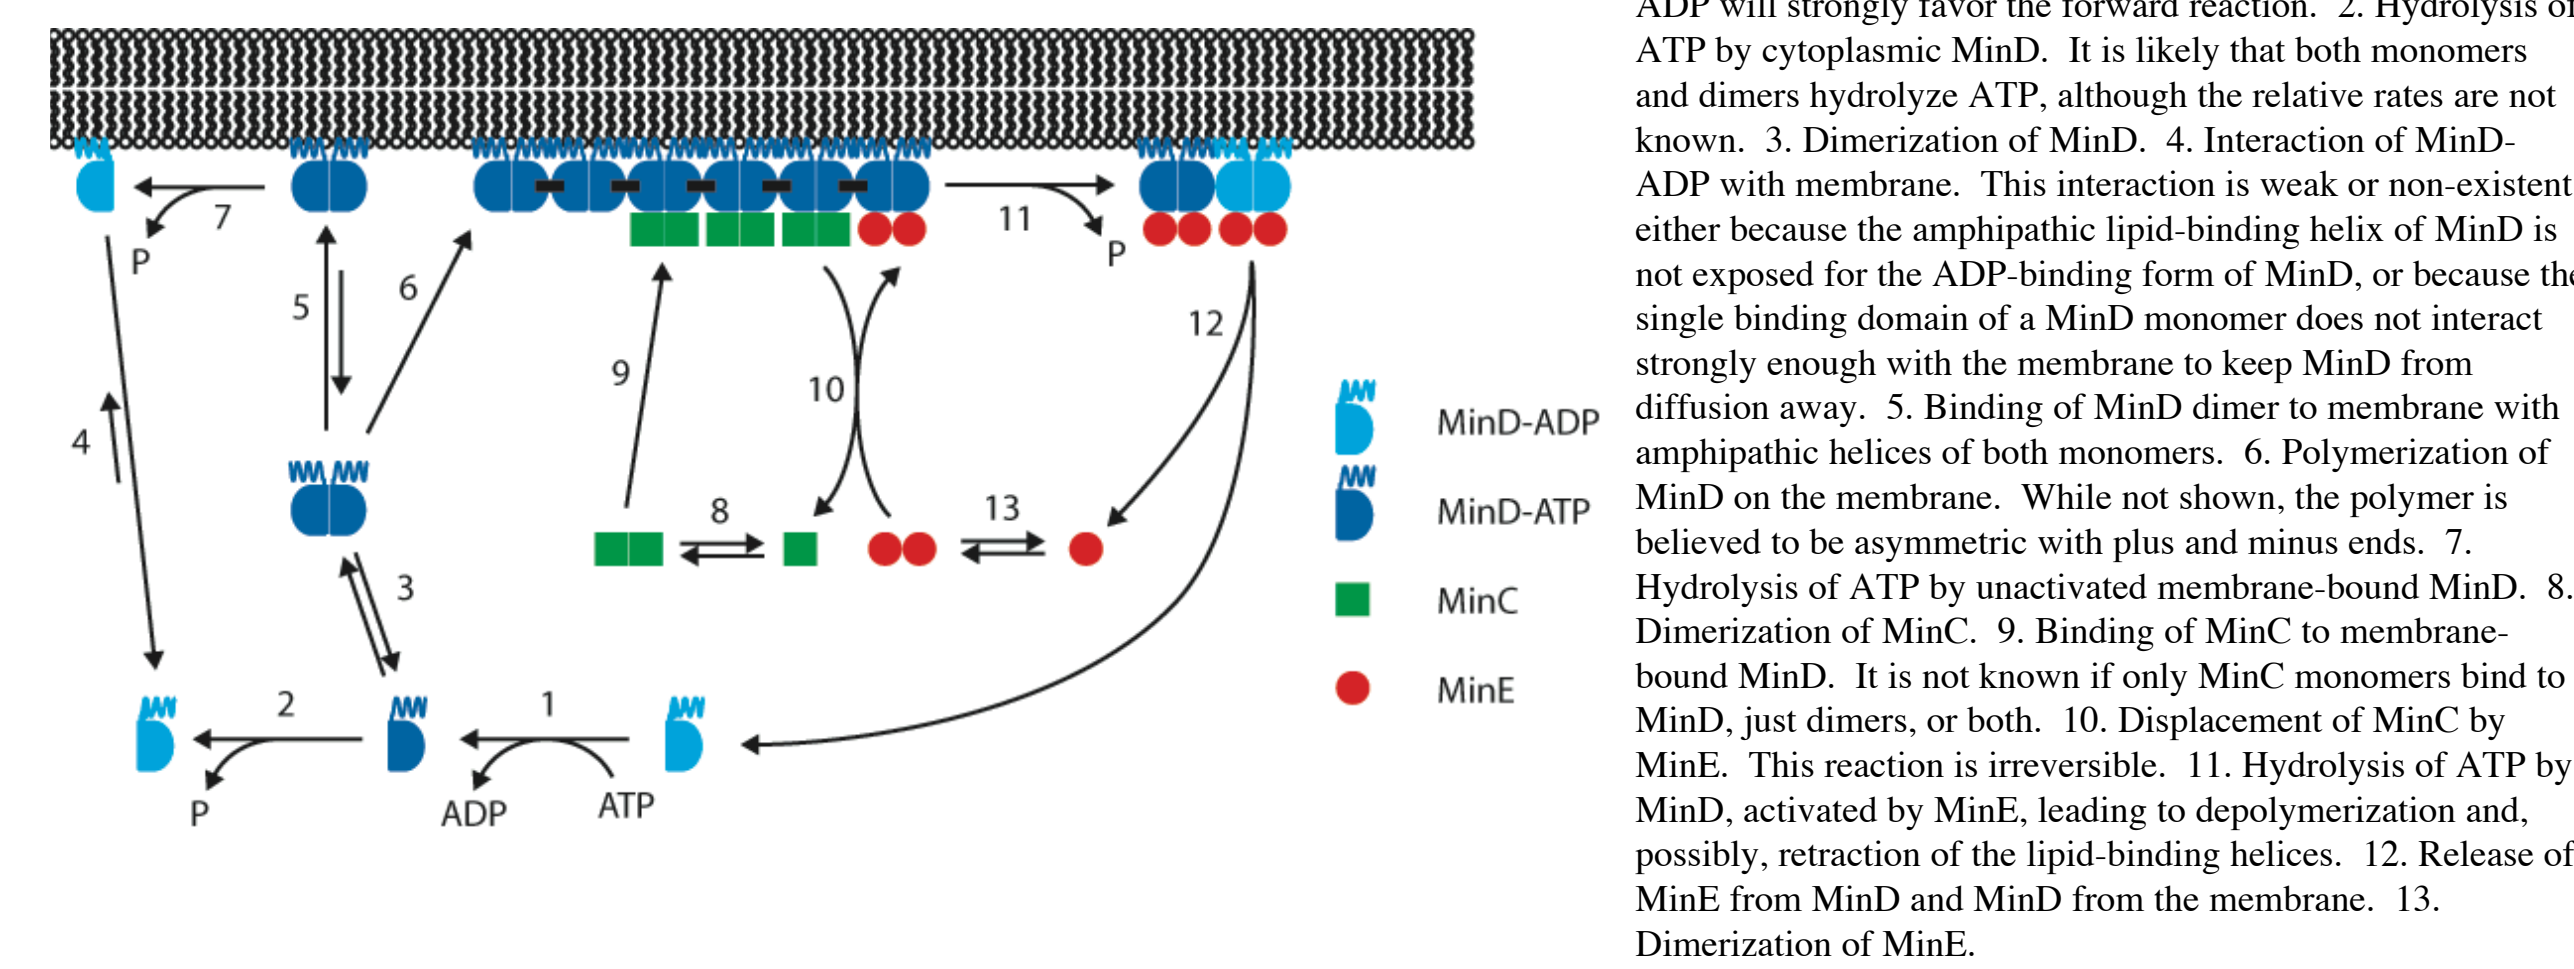 7
P
5
6
4
3
2
P
1
ADP
ATP
9
8
10
13
11
P
12
MinD-ADP
MinD-ATP
MinC
MinE
ADP will strongly favor the forward reaction. 2. Hydrolysis of
ATP by cytoplasmic MinD. It is likely that both monomers
and dimers hydrolyze ATP, although the relative rates are not
known. 3. Dimerization of MinD. 4. Interaction of MinD-
ADP with membrane. This interaction is weak or non-existent
either because the amphipathic lipid-binding helix of MinD is
not exposed for the ADP-binding form of MinD, or because the
single binding domain of a MinD monomer does not interact
strongly enough with the membrane to keep MinD from
diffusion away. 5. Binding of MinD dimer to membrane with
amphipathic helices of both monomers. 6. Polymerization of
MinD on the membrane. While not shown, the polymer is
believed to be asymmetric with plus and minus ends. 7.
Hydrolysis of ATP by unactivated membrane-bound MinD. 8.
Dimerization of MinC. 9. Binding of MinC to membrane-
bound MinD. It is not known if only MinC monomers bind to
MinD, just dimers, or both. 10. Displacement of MinC by
MinE. This reaction is irreversible. 11. Hydrolysis of ATP by
MinD, activated by MinE, leading to depolymerization and,
possibly, retraction of the lipid-binding helices. 12. Release of
MinE from MinD and MinD from the membrane. 13.
Dimerization of MinE.